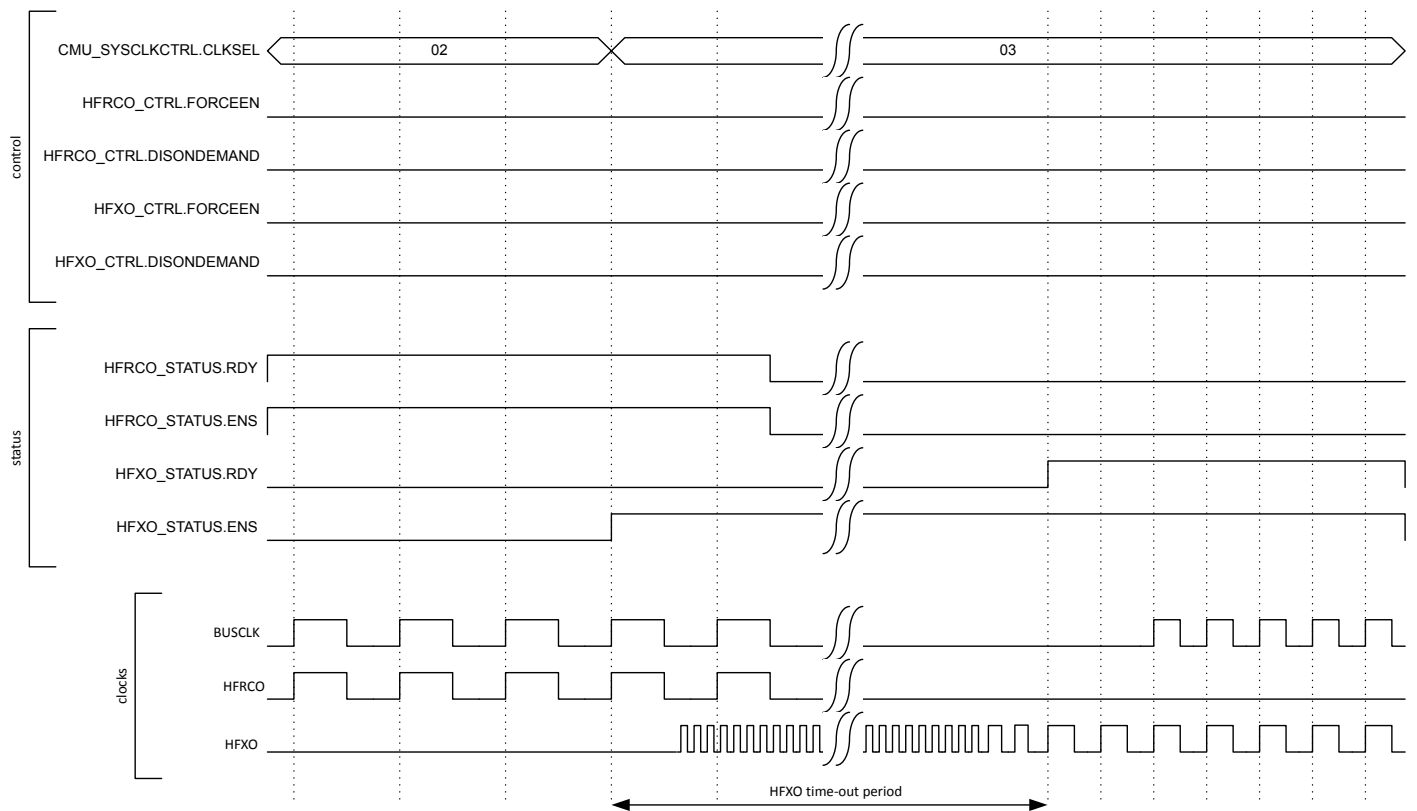 control
CMU_SYSCLKCTRL.CLKSEL 02 03
HFRCO_CTRL.FORCEEN
HFRCO_CTRL.DISONDEMAND
HFXO_CTRL.FORCEEN
HFXO_CTRL.DISONDEMAND
status
HFRCO_STATUS.RDY
HFRCO_STATUS.ENS
HFXO_STATUS.RDY
HFXO_STATUS.ENS
clocks
BUSCLK
HFRCO
HFXO
HFXO time-out period